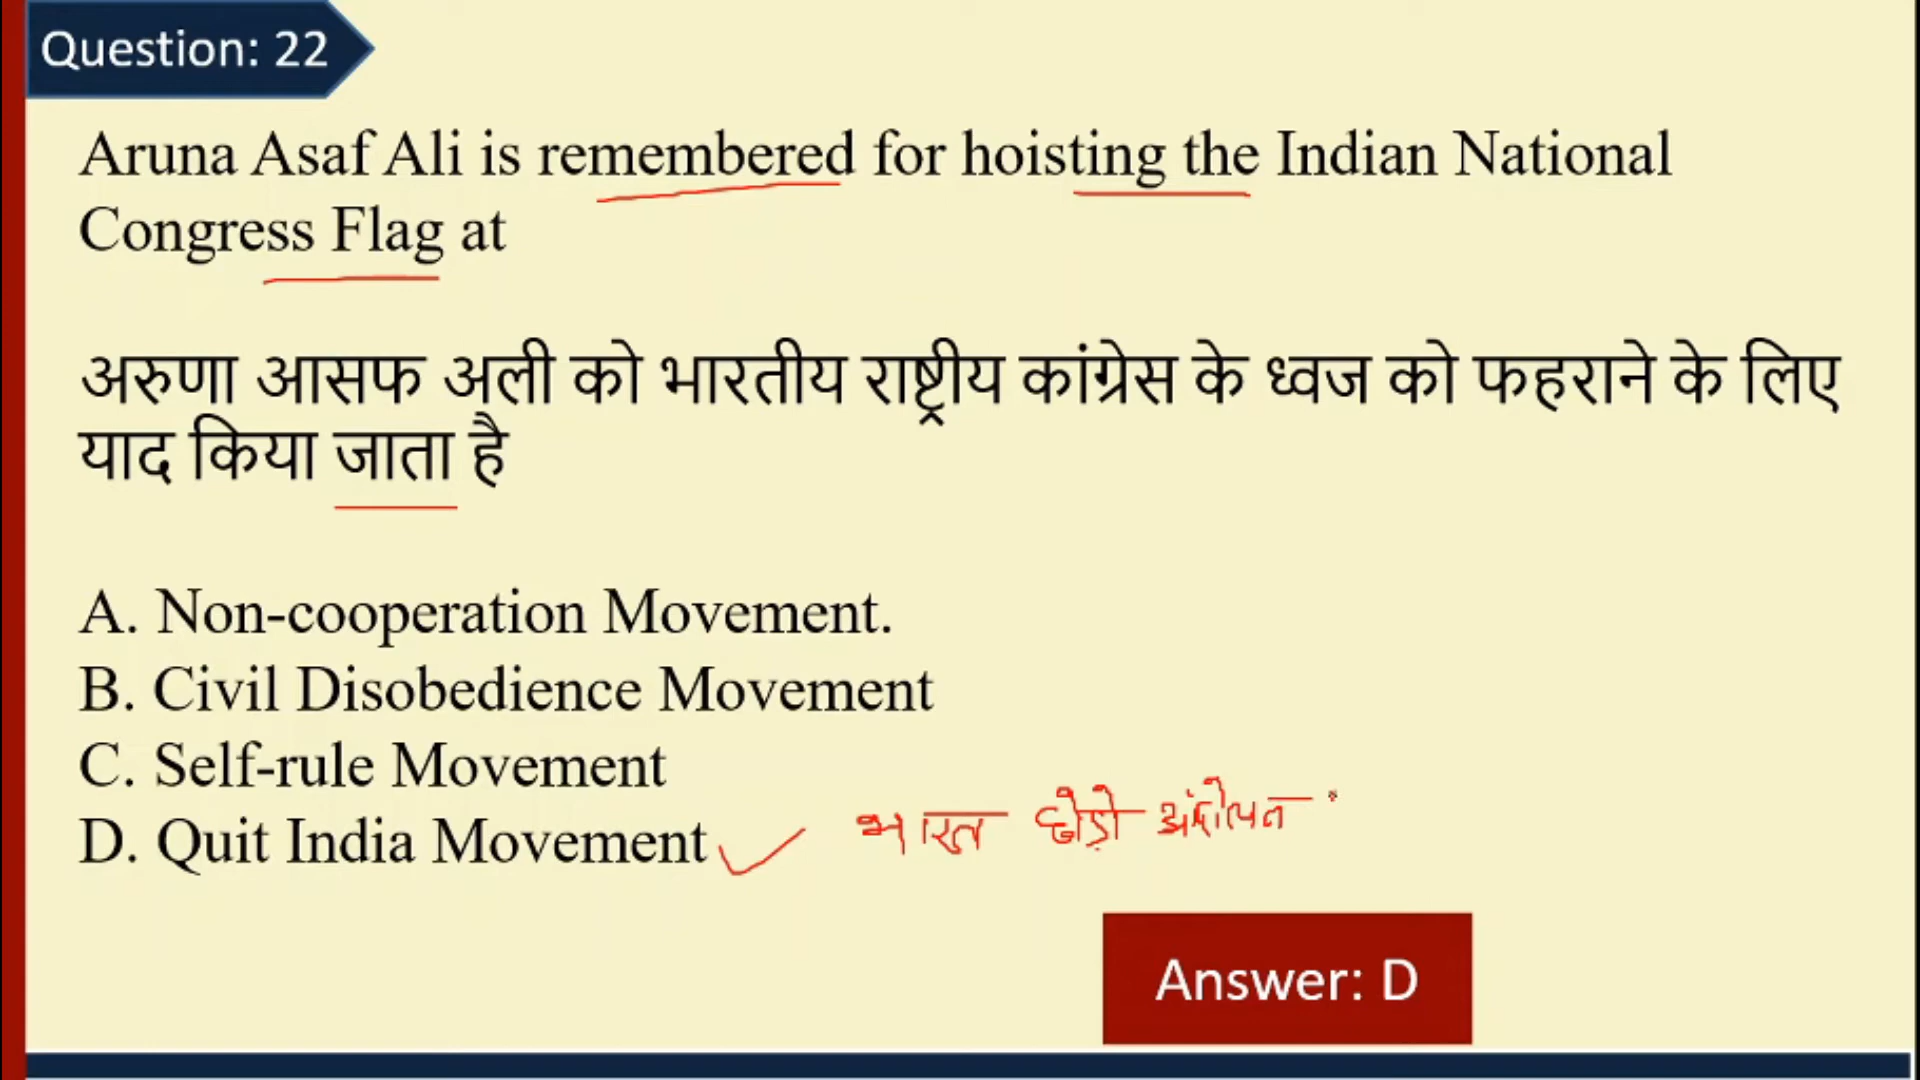 Question: 22
Aruna Asaf Ali is remembered for hoisting the Indian National
Congress Flag at
अरुणा आसफ अली को भारतीय राष्ट्रीय कांग्रेस के ध्वज को फहराने के लिए
याद किया जाता है
A. Non-cooperation Movement.
B. Civil Disobedience Movement
C. Self-rule Movement
D. Quit India Movement भारत छोड़ो अंदोलन
Answer: D